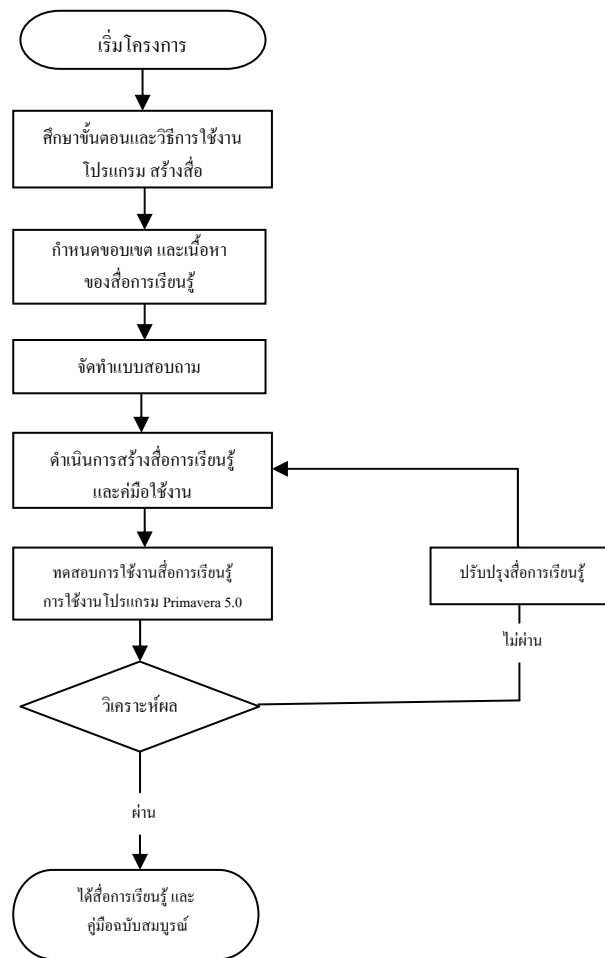 เริ่มโครงการ
ศึกษาขั้นตอนและวิธีการใช้งาน
โปรแกรม สร้างสื่อ
กำหนดขอบเขต และเนื้อหา
ของสื่อการเรียนรู้
จัดทำแบบสอบถาม
ดำเนินการสร้างสื่อการเรียนรู้
และคู่มือใช้งาน
ทดสอบการใช้งานสื่อการเรียนรู้
การใช้งานโปรแกรม Primavera 5.0
ปรับปรุงสื่อการเรียนรู้
ไม่ผ่าน
วิเคราะห์ผล
ผ่าน
ได้สื่อการเรียนรู้ และ
คู่มือฉบับสมบูรณ์